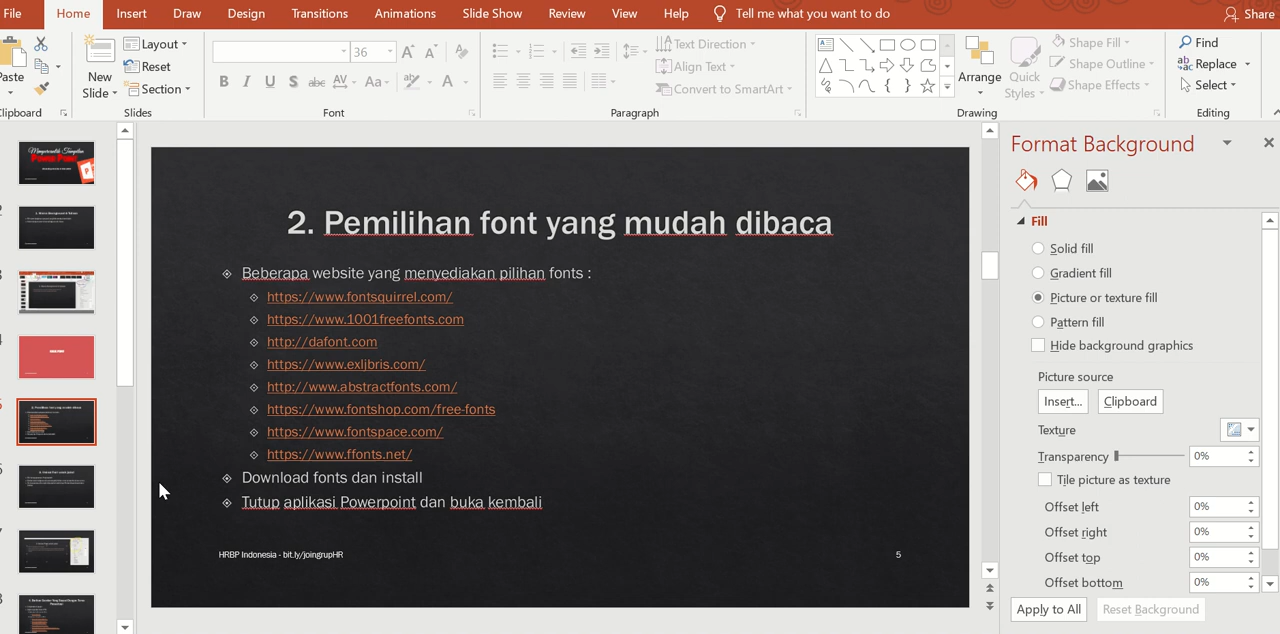 File Home Insert Draw Design Transitions Animations Slide Show Review View Help Tell me what you want to do Share
Paste
Clipboard
New
Slide
Layout
Reset
Section
Slides
36
B I U S abc AV Aa A
Font
Text Direction
Align Text
Convert to SmartArt
Paragraph
Arrange
Quick
Styles
Shape Fill
Shape Outline
Shape Effects
Drawing
Find
Replace
Select
Editing
2. Pemilihan font yang mudah dibaca
Beberapa website yang menyediakan pilihan fonts :
https://www.fontsquirrel.com/
https://www.1001freefonts.com
http://dafont.com
https://www.exljbris.com/
http://www.abstractfonts.com/
https://www.fontshop.com/free-fonts
https://www.fontspace.com/
https://www.ffonts.net/
Download fonts dan install
Tutup aplikasi Powerpoint dan buka kembali
HRBP Indonesia - bit.ly/joingrupHR 5
Format Background
Fill
Solid fill
Gradient fill
Picture or texture fill
Pattern fill
Hide background graphics
Picture source
Insert... Clipboard
Texture
Transparency 0%
Tile picture as texture
Offset left 0%
Offset right 0%
Offset top 0%
Offset bottom 0%
Apply to All Reset Background